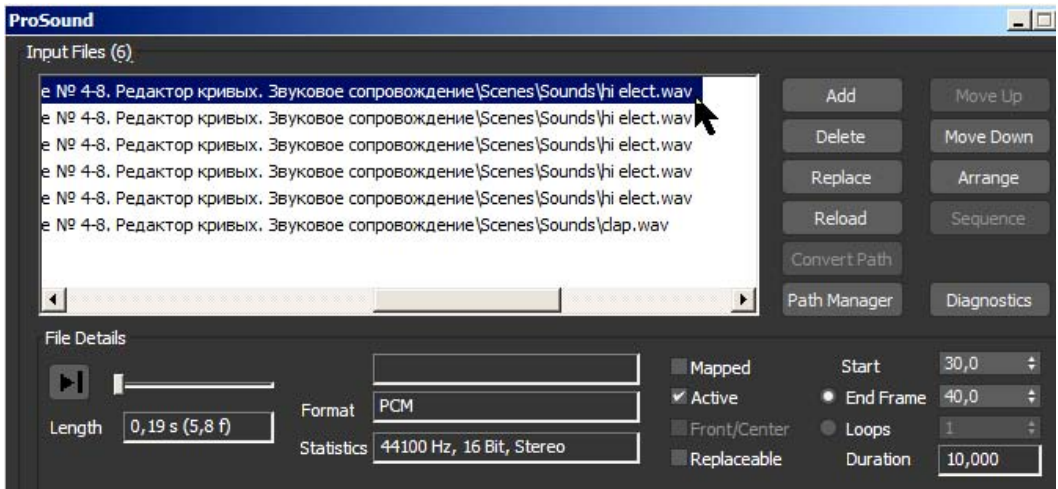 ProSound
Input Files (6)
e № 4-8. Редактор кривых. Звуковое сопровождение\Scenes\Sounds\hi elect.wav
e № 4-8. Редактор кривых. Звуковое сопровождение\Scenes\Sounds\hi elect.wav
e № 4-8. Редактор кривых. Звуковое сопровождение\Scenes\Sounds\hi elect.wav
e № 4-8. Редактор кривых. Звуковое сопровождение\Scenes\Sounds\hi elect.wav
e № 4-8. Редактор кривых. Звуковое сопровождение\Scenes\Sounds\hi elect.wav
e № 4-8. Редактор кривых. Звуковое сопровождение\Scenes\Sounds\clap.wav
Add
Move Up
Delete
Move Down
Replace
Arrange
Reload
Sequence
Convert Path
Path Manager
Diagnostics
File Details
Length
0,19 s (5,8 f)
Format
PCM
Statistics
44100 Hz, 16 Bit, Stereo
Mapped
Active
Front/Center
Replaceable
Start
30,0
End Frame
40,0
Loops
1
Duration
10,000